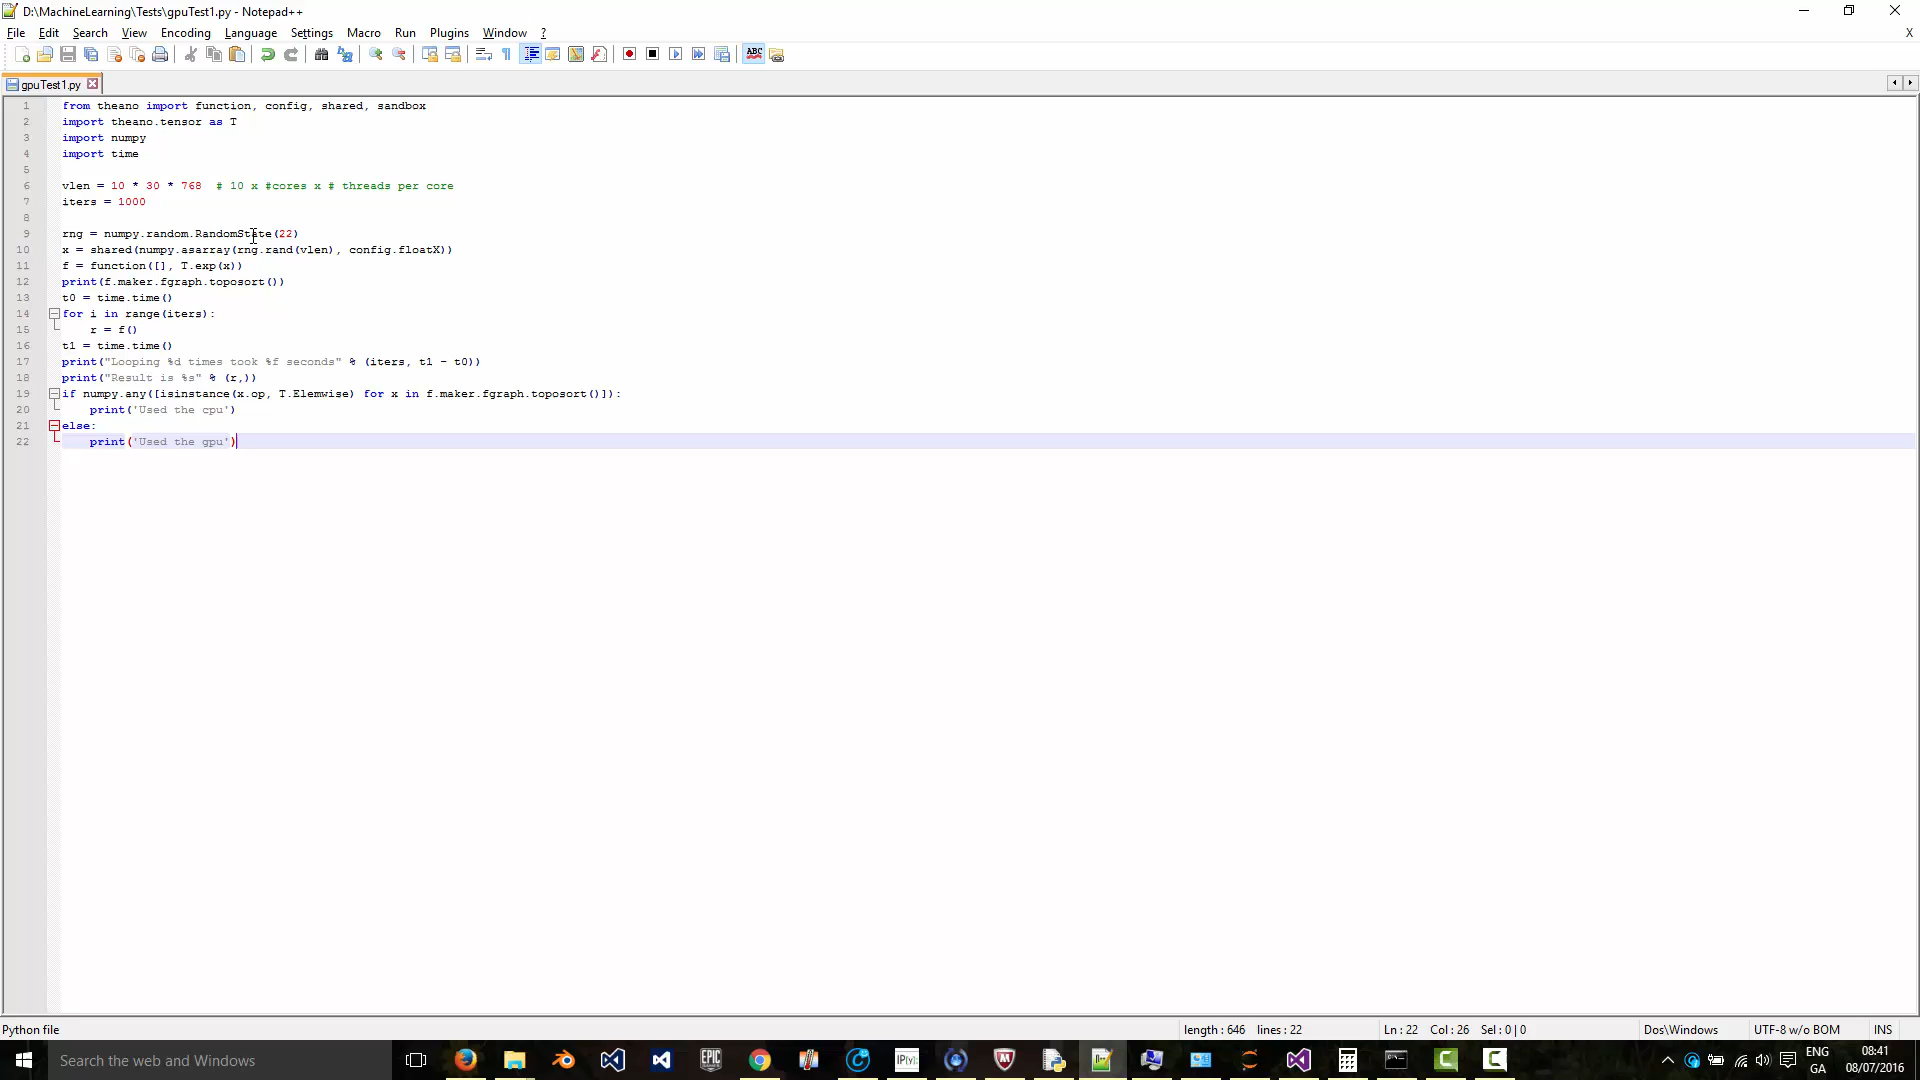 D:\MachineLearning\Tests\gpuTest1.py - Notepad++
File Edit Search View Encoding Language Settings Macro Run Plugins Window ? X
ABC
gpuTest1.py
1 from theano import function, config, shared, sandbox
2 import theano.tensor as T
3 import numpy
4 import time
5
6 vlen = 10 * 30 * 768  # 10 x #cores x # threads per core
7 iters = 1000
8
9 rng = numpy.random.RandomState(22)
10 x = shared(numpy.asarray(rng.rand(vlen), config.floatX))
11 f = function([], T.exp(x))
12 print(f.maker.fgraph.toposort())
13 t0 = time.time()
14 for i in range(iters):
15     r = f()
16 t1 = time.time()
17 print("Looping %d times took %f seconds" % (iters, t1 - t0))
18 print("Result is %s" % (r,))
19 if numpy.any([isinstance(x.op, T.Elemwise) for x in f.maker.fgraph.toposort()]):
20     print('Used the cpu')
21 else:
22     print('Used the gpu')
Python file length : 646 lines : 22 Ln : 22 Col : 26 Sel : 0 | 0 Dos\Windows UTF-8 w/o BOM INS
Search the web and Windows
EPIC
IP[y]:
ENG
GA
08:41
08/07/2016